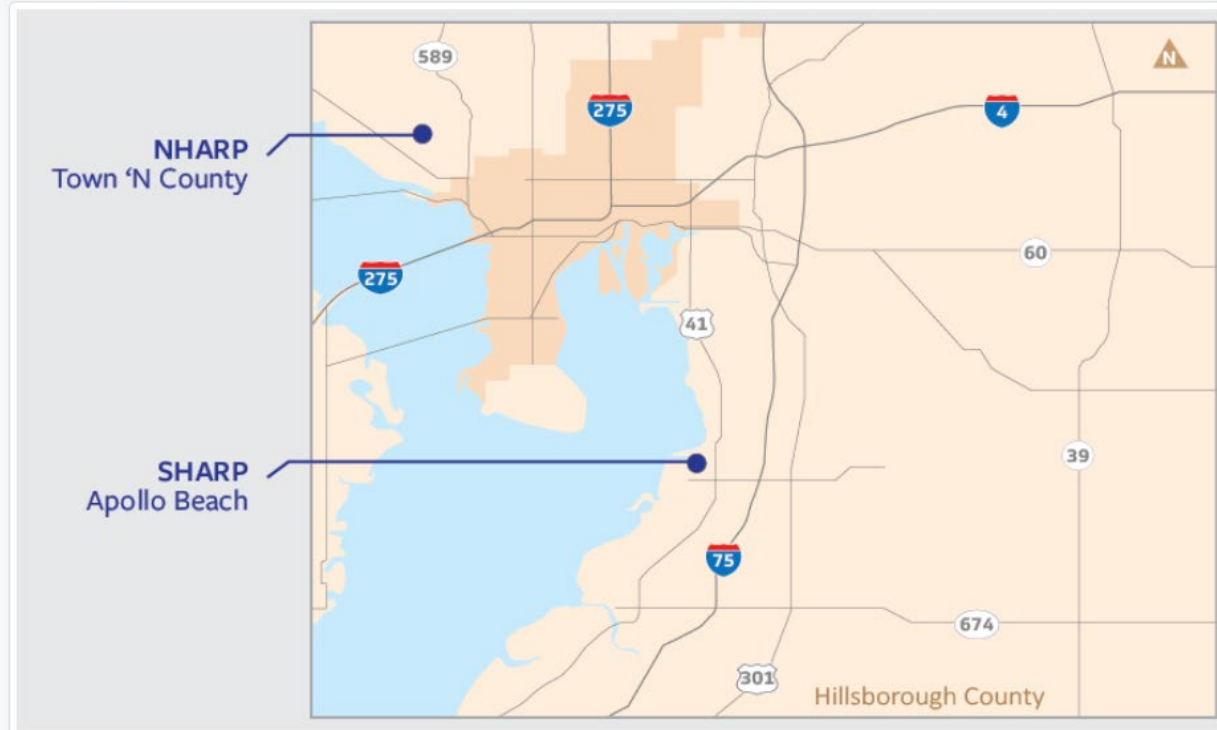 589
N
275
4
NHARP
Town ‘N County
60
275
41
39
SHARP
Apollo Beach
75
674
301
Hillsborough County